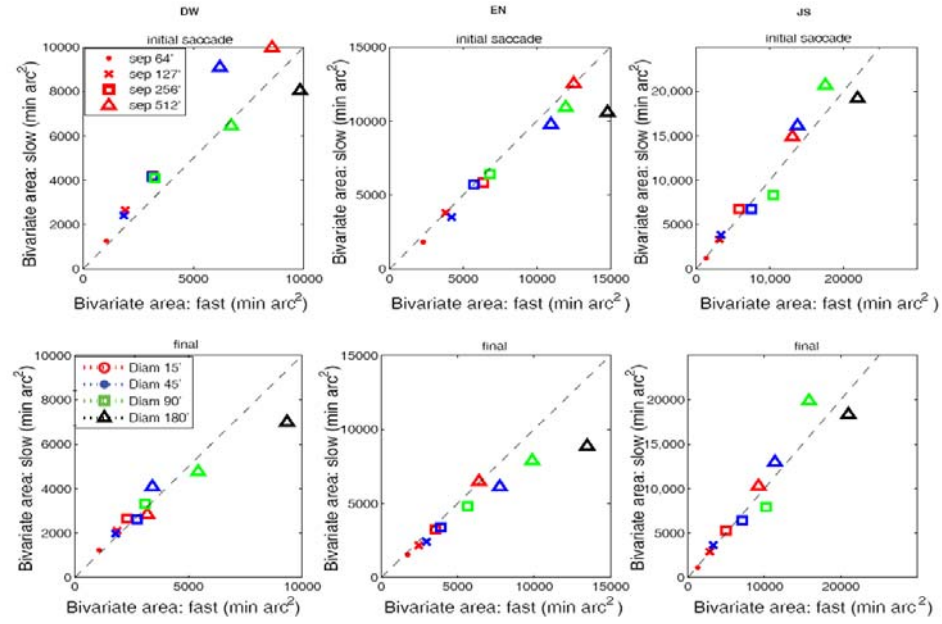 DW EN JS
initial saccade initial saccade initial saccade
Bivariate area: slow (min arc²)
10000
8000
6000
4000
2000
0
sep 64'
sep 127'
sep 256'
sep 512'
0 5000 10000
Bivariate area: fast (min arc²)
Bivariate area: slow (min arc²)
15000
10000
5000
0
0 5000 10000 15000
Bivariate area: fast (min arc²)
Bivariate area: slow (min arc²)
20,000
15,000
10,000
5000
0
0 10,000 20,000
Bivariate area: fast (min arc²)
final final final
Bivariate area: slow (min arc²)
10000
8000
6000
4000
2000
0
Diam 15'
Diam 45'
Diam 90'
Diam 180'
0 5000 10000
Bivariate area: fast (min arc²)
Bivariate area: slow (min arc²)
15000
10000
5000
0
0 5000 10000 15000
Bivariate area: fast (min arc²)
Bivariate area: slow (min arc²)
20,000
15,000
10,000
5000
0
0 10000 20000
Bivariate area: fast (min arc²)